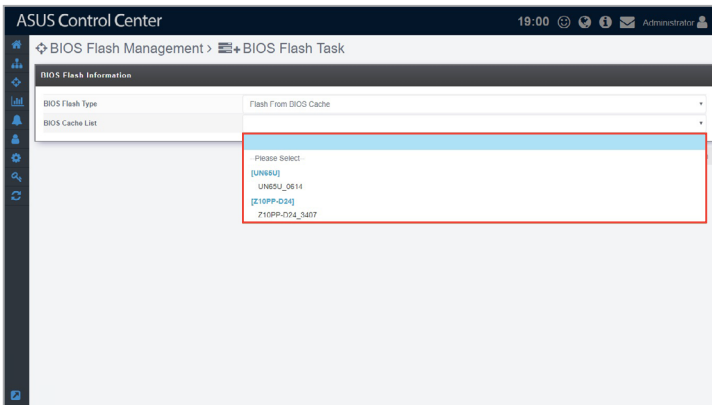 ASUS Control Center
19:00 Administrator
BIOS Flash Management › BIOS Flash Task
BIOS Flash Information
BIOS Flash Type Flash From BIOS Cache
BIOS Cache List
Please Select
[UN65U]
UN65U_0614
[Z10PP-D24]
Z10PP-D24_3407